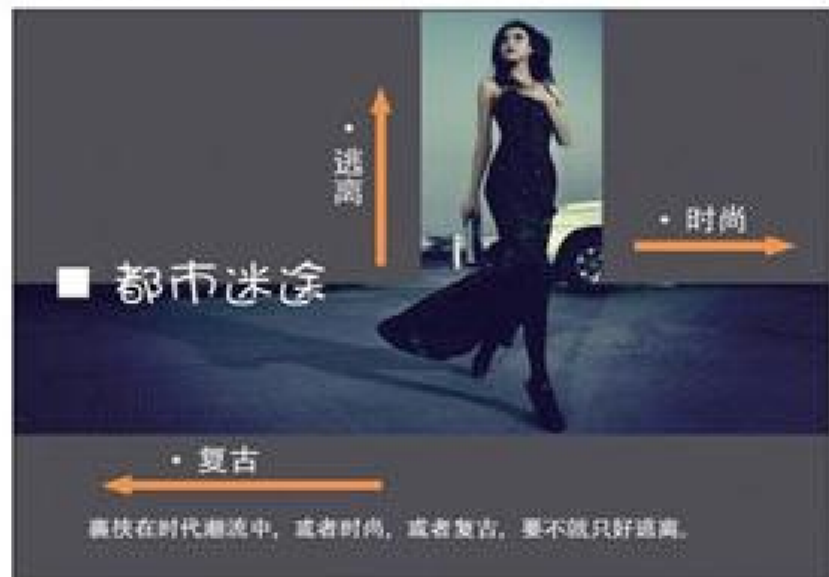 • 逃离
• 时尚
■ 都市迷途
• 复古
裹挟在时代潮流中，或者时尚，或者复古，要不就只好逃离。